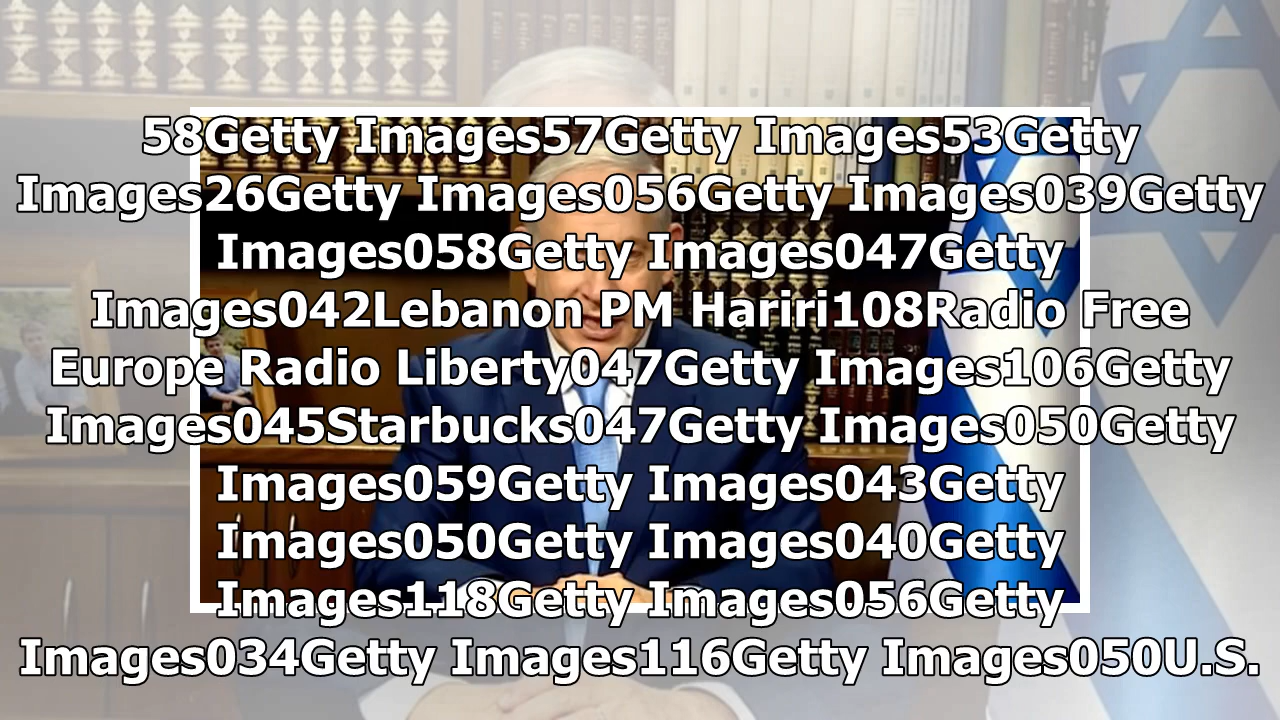 58Getty Images57Getty Images53Getty
Images26Getty Images056Getty Images039Getty
Images058Getty Images047Getty
Images042Lebanon PM Hariri108Radio Free
Europe Radio Liberty047Getty Images106Getty
Images045Starbucks047Getty Images050Getty
Images059Getty Images043Getty
Images050Getty Images040Getty
Images118Getty Images056Getty
Images034Getty Images116Getty Images050U.S.